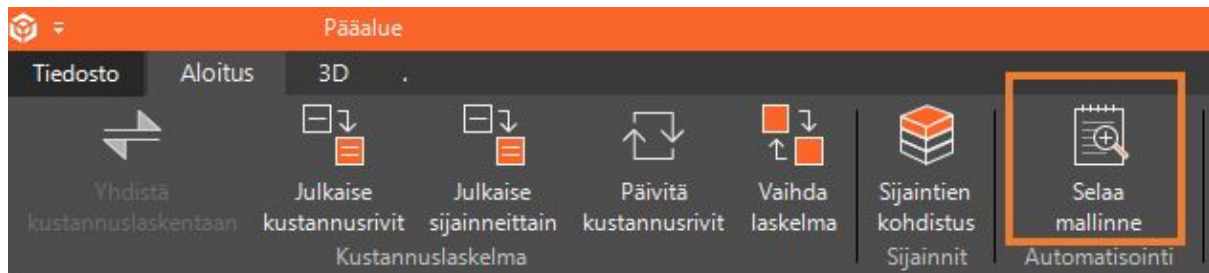 Pääalue
Tiedosto Aloitus 3D .
Yhdistä kustannuslaskentaan
Julkaise kustannusrivit
Julkaise sijainneittain
Päivitä kustannusrivit
Vaihda laskelma
Sijaintien kohdistus
Selaa mallinne
Kustannuslaskelma Sijainnit Automatisointi